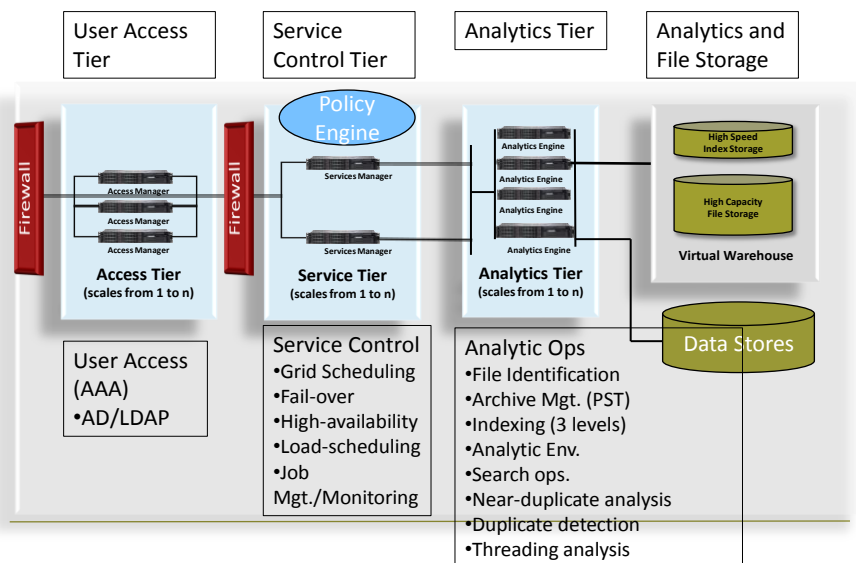 User Access
Tier
Service
Control Tier
Analytics Tier
Analytics and
File Storage
Firewall
Access Manager
Access Manager
Access Manager
Access Tier
(scales from 1 to n)
Firewall
Policy
Engine
Services Manager
Services Manager
Service Tier
(scales from 1 to n)
Analytics Engine
Analytics Engine
Analytics Engine
Analytics Engine
Analytics Tier
(scales from 1 to n)
High Speed
Index Storage
High Capacity
File Storage
Virtual Warehouse
Data Stores
User Access
(AAA)
•AD/LDAP
Service Control
•Grid Scheduling
•Fail-over
•High-availability
•Load-scheduling
•Job
Mgt./Monitoring
Analytic Ops
•File Identification
•Archive Mgt. (PST)
•Indexing (3 levels)
•Analytic Env.
•Search ops.
•Near-duplicate analysis
•Duplicate detection
•Threading analysis